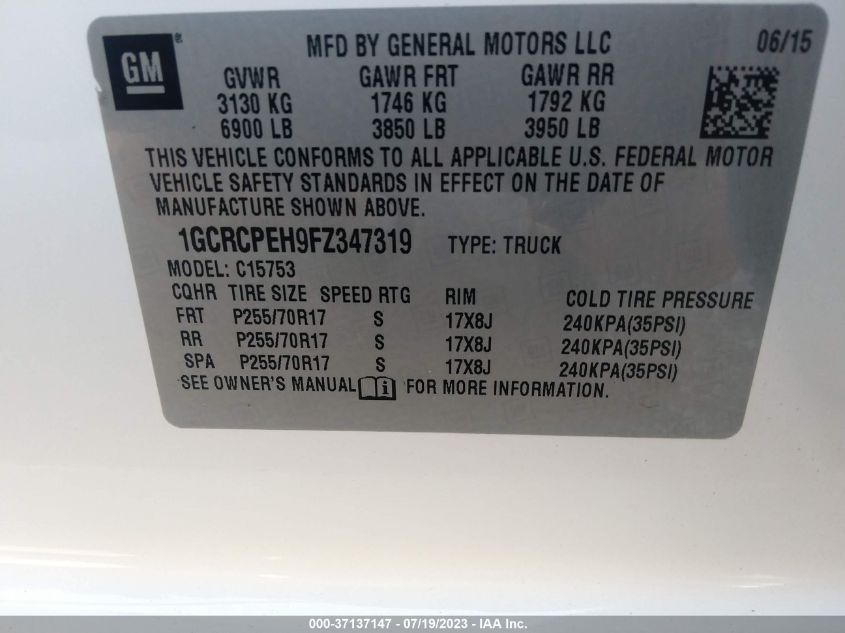 GM ®
MFD BY GENERAL MOTORS LLC 06/15
GVWR GAWR FRT GAWR RR
3130 KG 1746 KG 1792 KG
6900 LB 3850 LB 3950 LB
THIS VEHICLE CONFORMS TO ALL APPLICABLE U.S. FEDERAL MOTOR
VEHICLE SAFETY STANDARDS IN EFFECT ON THE DATE OF
MANUFACTURE SHOWN ABOVE.
1GCRCPEH9FZ347319 TYPE: TRUCK
MODEL: C15753
CQHR TIRE SIZE SPEED RTG RIM COLD TIRE PRESSURE
FRT P255/70R17 S 17X8J 240KPA(35PSI)
RR P255/70R17 S 17X8J 240KPA(35PSI)
SPA P255/70R17 S 17X8J 240KPA(35PSI)
SEE OWNER'S MANUAL i FOR MORE INFORMATION.
000-37137147 - 07/19/2023 - IAA Inc.